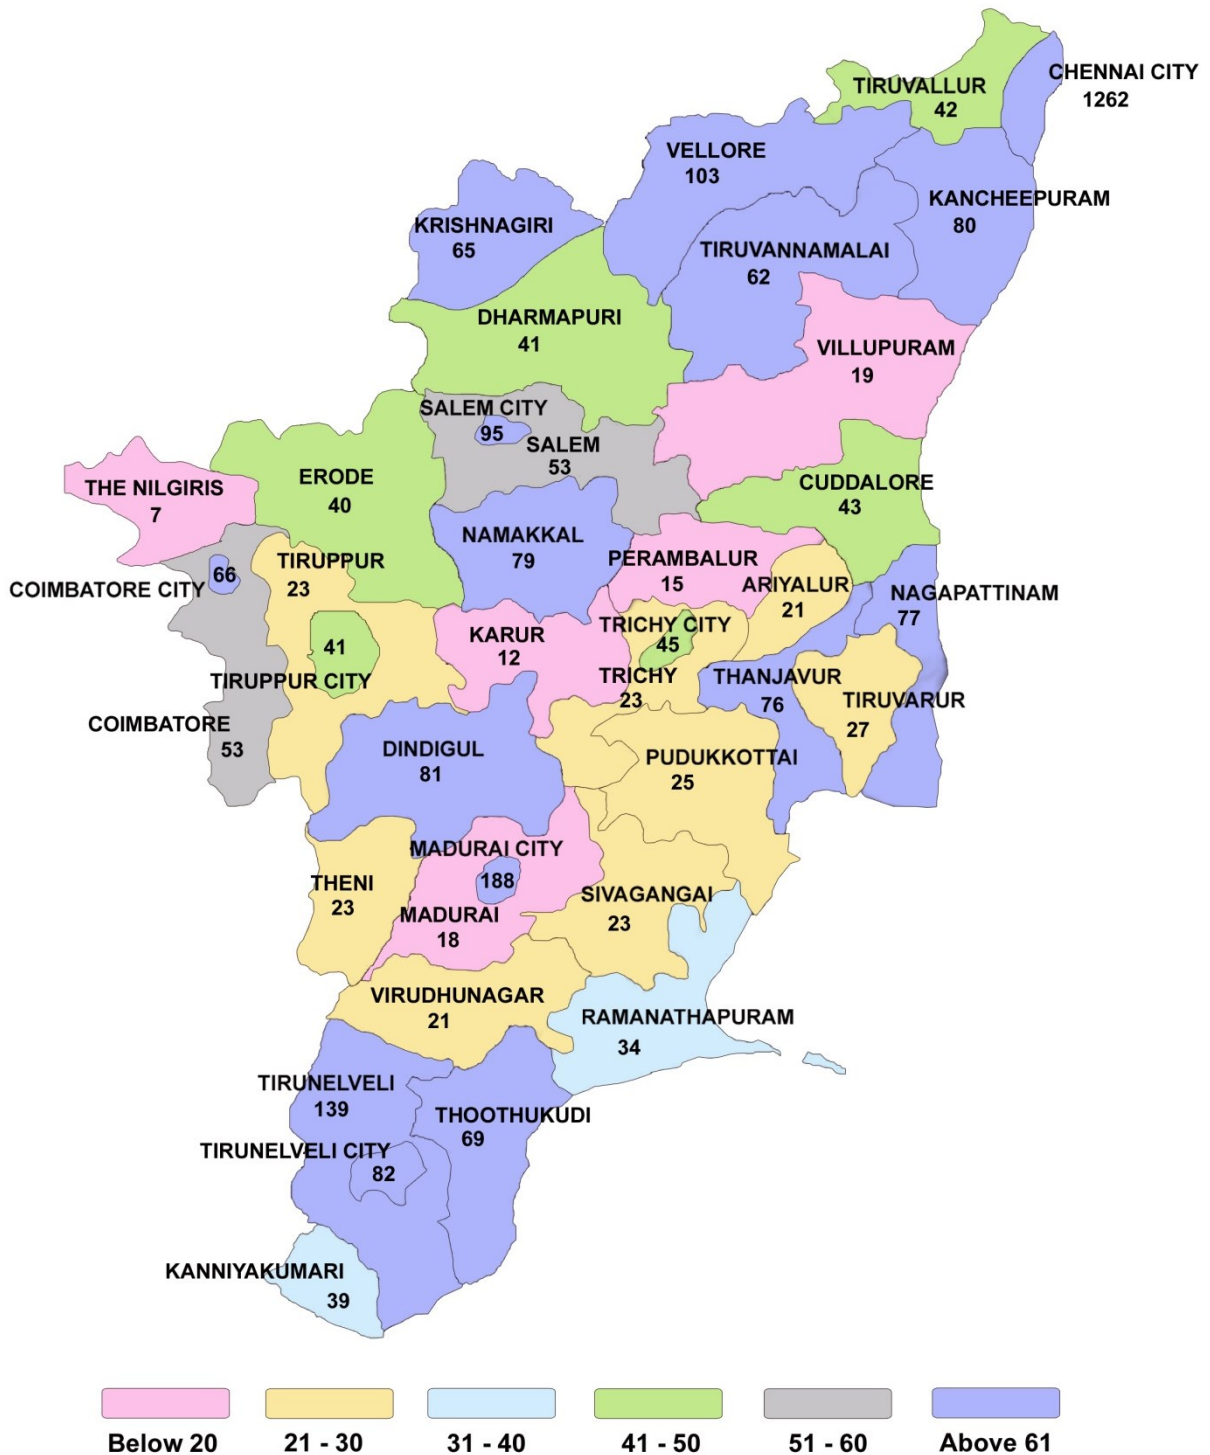 CHENNAI CITY
1262
TIRUVALLUR
42
VELLORE
103
KANCHEEPURAM
80
KRISHNAGIRI
65
TIRUVANNAMALAI
62
DHARMAPURI
41
VILLUPURAM
19
SALEM CITY
95
SALEM
53
ERODE
40
CUDDALORE
43
THE NILGIRIS
7
NAMAKKAL
79
PERAMBALUR
15
TIRUPPUR
23
COIMBATORE CITY
66
ARIYALUR
21
NAGAPATTINAM
77
KARUR
12
TRICHY CITY
45
41
TIRUPPUR CITY
TRICHY
23
THANJAVUR
76
TIRUVARUR
27
COIMBATORE
53
DINDIGUL
81
PUDUKKOTTAI
25
MADURAI CITY
188
THENI
23
SIVAGANGAI
23
MADURAI
18
VIRUDHUNAGAR
21
RAMANATHAPURAM
34
TIRUNELVELI
139
THOOTHUKUDI
69
TIRUNELVELI CITY
82
KANNIYAKUMARI
39
Below 20
21 - 30
31 - 40
41 - 50
51 - 60
Above 61